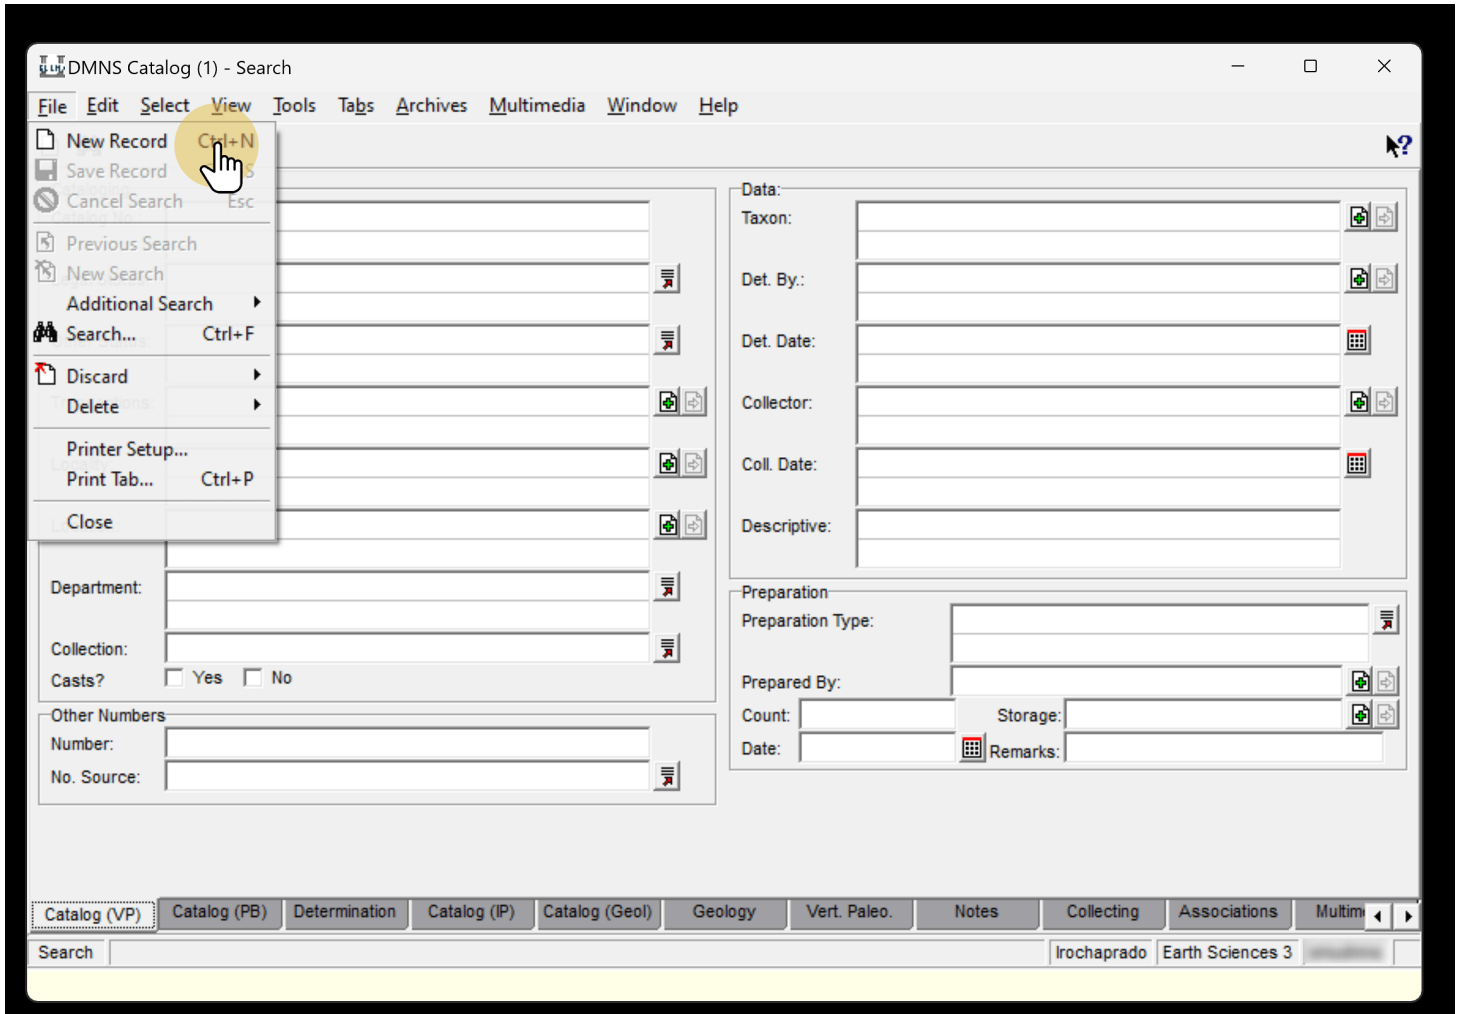 DMNS Catalog (1) - Search
File Edit Select View Tools Tabs Archives Multimedia Window Help
New Record Ctrl+N
Save Record S
Cancel Search Esc
Previous Search
New Search
Additional Search
Search... Ctrl+F
Discard
Delete
Printer Setup...
Print Tab... Ctrl+P
Close
Department:
Collection:
Casts? Yes No
Other Numbers
Number:
No. Source:
Data:
Taxon:
Det. By.:
Det. Date:
Collector:
Coll. Date:
Descriptive:
Preparation
Preparation Type:
Prepared By:
Count: Storage:
Date: Remarks:
Catalog (VP) Catalog (PB) Determination Catalog (IP) Catalog (Geol) Geology Vert. Paleo. Notes Collecting Associations Multim
Search lrochaprado Earth Sciences 3